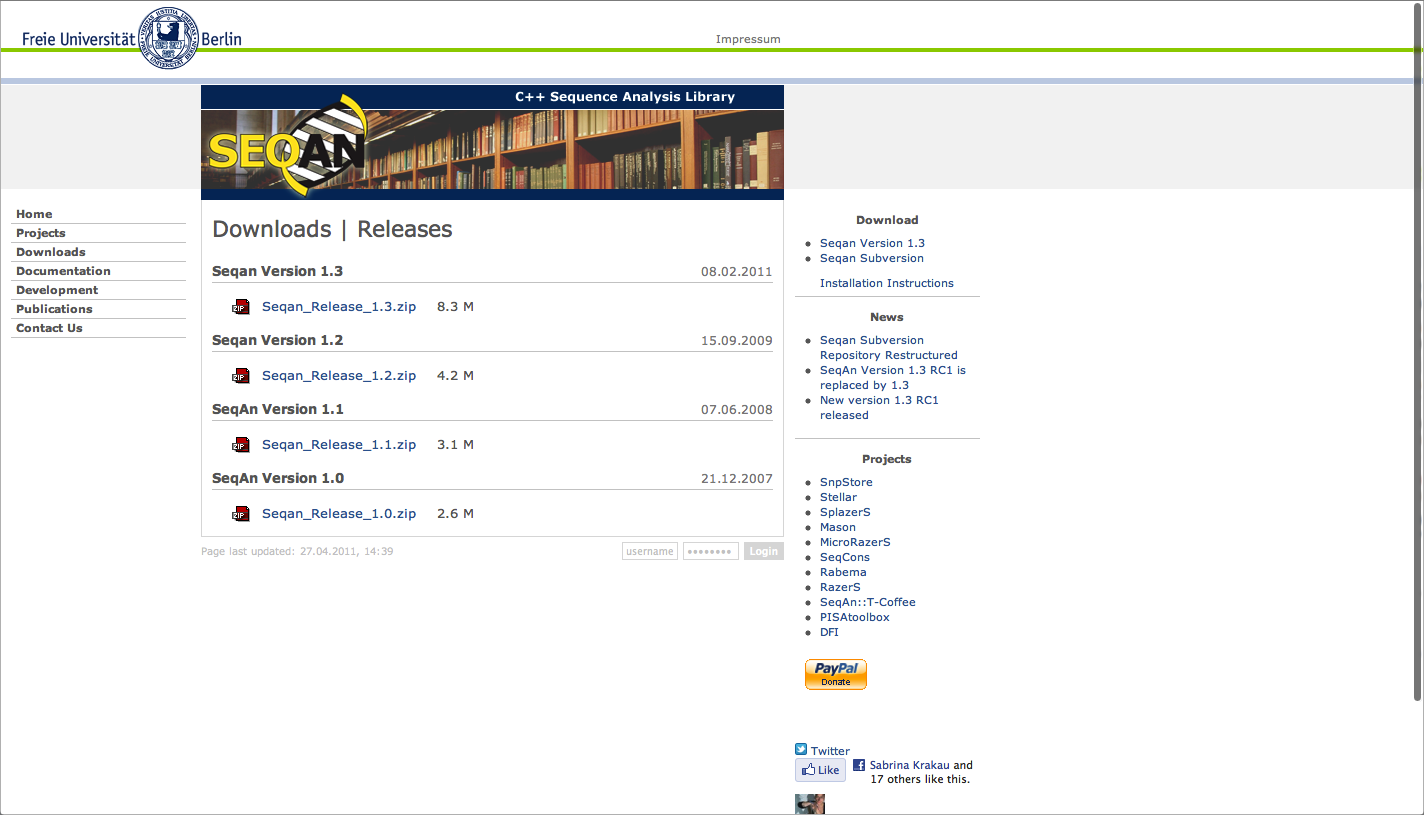 Freie Universität Berlin
Impressum
C++ Sequence Analysis Library
SEQAN
Home
Projects
Downloads
Documentation
Development
Publications
Contact Us
Downloads | Releases
Seqan Version 1.3 08.02.2011
ZIP Seqan_Release_1.3.zip 8.3 M
Seqan Version 1.2 15.09.2009
ZIP Seqan_Release_1.2.zip 4.2 M
SeqAn Version 1.1 07.06.2008
ZIP Seqan_Release_1.1.zip 3.1 M
SeqAn Version 1.0 21.12.2007
ZIP Seqan_Release_1.0.zip 2.6 M
Page last updated: 27.04.2011, 14:39
username •••••••• Login
Download
Seqan Version 1.3
Seqan Subversion
Installation Instructions
News
Seqan Subversion
Repository Restructured
SeqAn Version 1.3 RC1 is
replaced by 1.3
New version 1.3 RC1
released
Projects
SnpStore
Stellar
SplazerS
Mason
MicroRazerS
SeqCons
Rabema
RazerS
SeqAn::T-Coffee
PISAtoolbox
DFI
PayPal
Donate
Twitter
Like
Sabrina Krakau and
17 others like this.